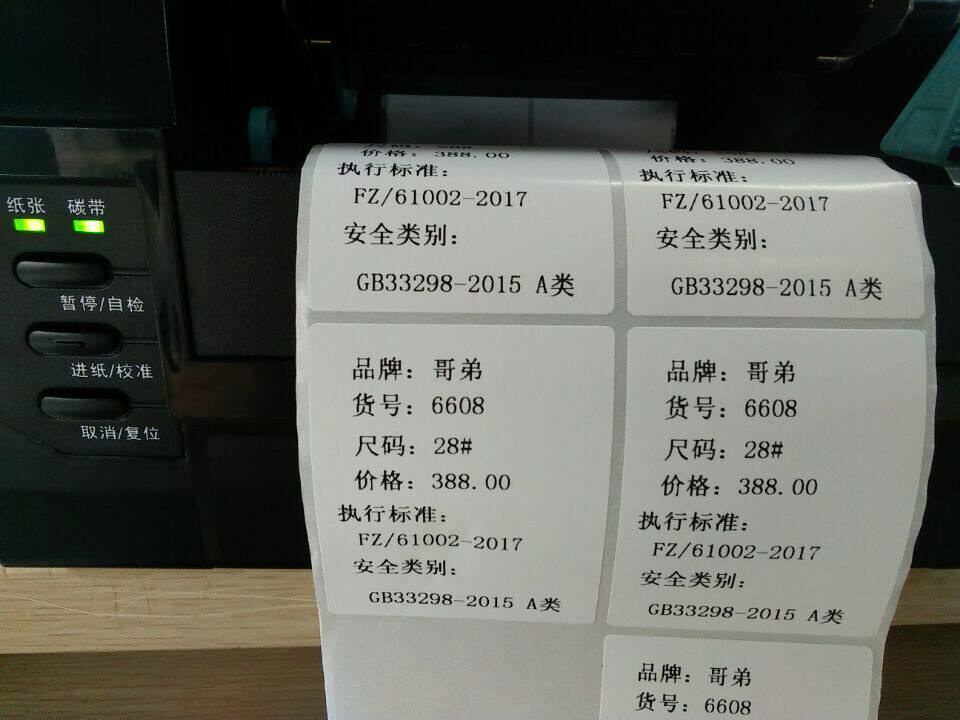 纸张 碳带
暂停/自检
进纸/校准
取消/复位
价格：388.00
执行标准：
FZ/61002-2017
安全类别：
GB33298-2015 A类
价格：388.00
执行标准：
FZ/61002-2017
安全类别：
GB33298-2015 A类
品牌：哥弟
货号：6608
尺码：28#
价格：388.00
执行标准：
FZ/61002-2017
安全类别：
GB33298-2015 A类
品牌：哥弟
货号：6608
尺码：28#
价格：388.00
执行标准：
FZ/61002-2017
安全类别：
GB33298-2015 A类
品牌：哥弟
货号：6608